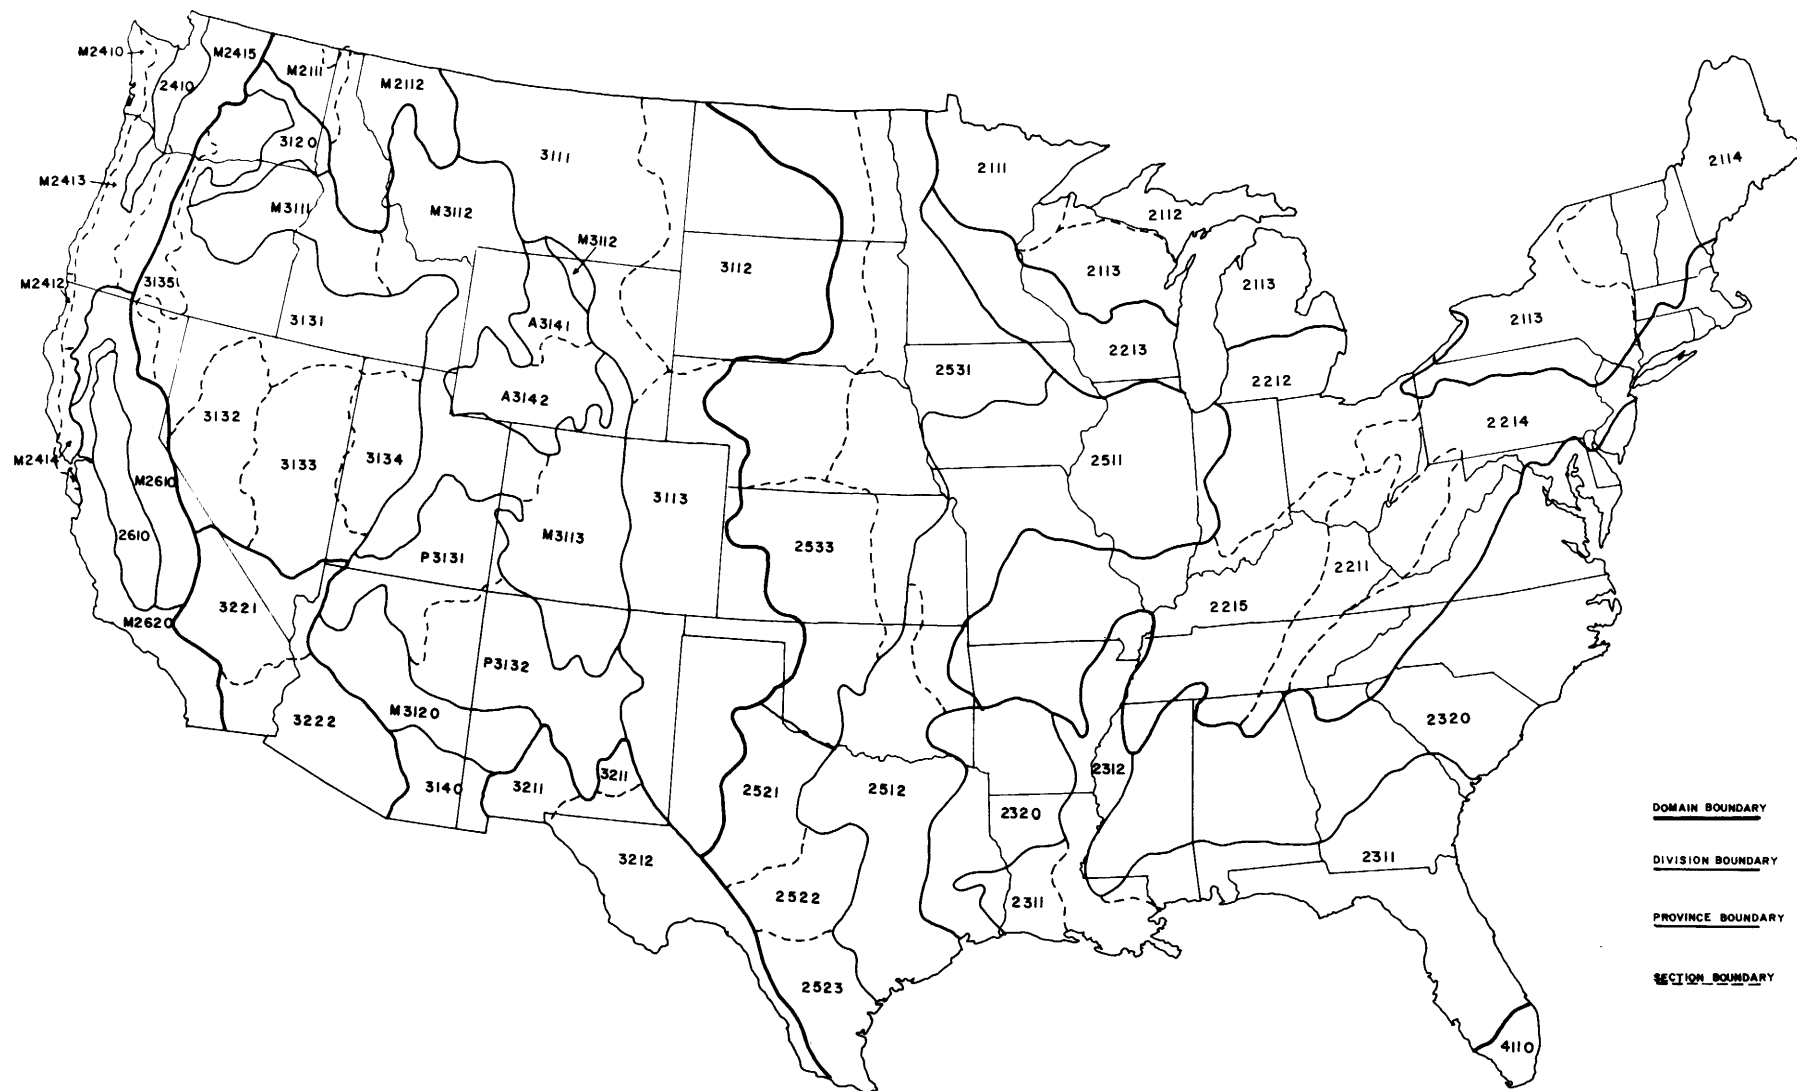 M2410
M2415
2410
M2111
M2112
3120
3111
2111
2114
M2413
M3111
M3112
2112
M3112
M2412
3135
3112
2113
2113
2113
3131
A3141
2213
2531
2212
A3142
3132
2214
M2414
3133
3134
2511
M2610
3113
2610
M3113
2533
P3131
2211
3221
2215
M2620
P3132
M3120
3222
2320
3211
2312
3140
3211
2521
2512
2320
DOMAIN BOUNDARY
3212
2311
DIVISION BOUNDARY
2522
2311
PROVINCE BOUNDARY
2523
SECTION BOUNDARY
4110